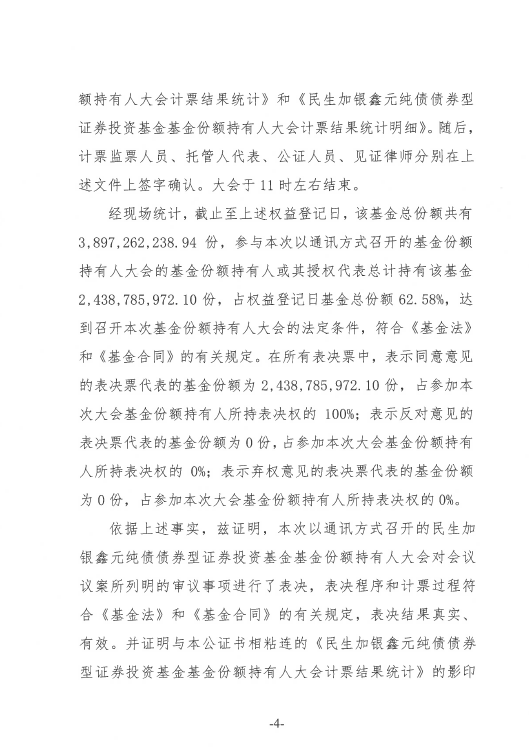 额持有人大会计票结果统计》和《民生加银鑫元纯债债券型
证券投资基金基金份额持有人大会计票结果统计明细》。随后，
计票监票人员、托管人代表、公证人员、见证律师分别在上
述文件上签字确认。大会于11时左右结束。
经现场统计，截止至上述权益登记日，该基金总份额共有
3,897,262,238.94 份，参与本次以通讯方式召开的基金份额
持有人大会的基金份额持有人或其授权代表总计持有该基金
2,438,785,972.10 份，占权益登记日基金总份额 62.58%，达
到召开本次基金份额持有人大会的法定条件，符合《基金法》
和《基金合同》的有关规定。在所有表决票中，表示同意意见
的表决票代表的基金份额为 2,438,785,972.10 份，占参加本
次大会基金份额持有人所持表决权的 100%；表示反对意见的
表决票代表的基金份额为 0 份，占参加本次大会基金份额持有
人所持表决权的 0%；表示弃权意见的表决票代表的基金份额
为 0 份，占参加本次大会基金份额持有人所持表决权的 0%。
依据上述事实，兹证明，本次以通讯方式召开的民生加
银鑫元纯债债券型证券投资基金基金份额持有人大会对会议
议案所列明的审议事项进行了表决，表决程序和计票过程符
合《基金法》和《基金合同》的有关规定，表决结果真实、
有效。并证明与本公证书相粘连的《民生加银鑫元纯债债券
型证券投资基金基金份额持有人大会计票结果统计》的影印
-4-